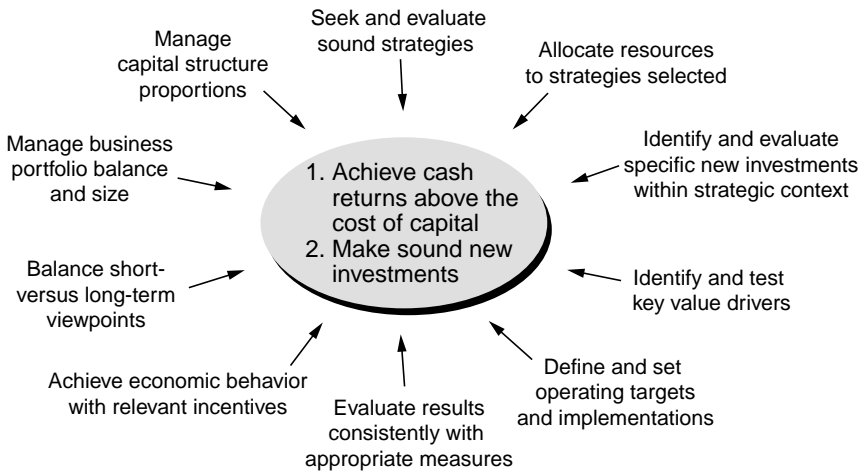 Seek and evaluate
sound strategies
Allocate resources
to strategies selected
Identify and evaluate
specific new investments
within strategic context
Identify and test
key value drivers
Define and set
operating targets
and implementations
Evaluate results
consistently with
appropriate measures
Achieve economic behavior
with relevant incentives
Balance short-
versus long-term
viewpoints
Manage business
portfolio balance
and size
Manage
capital structure
proportions
1. Achieve cash
returns above the
cost of capital
2. Make sound new
investments